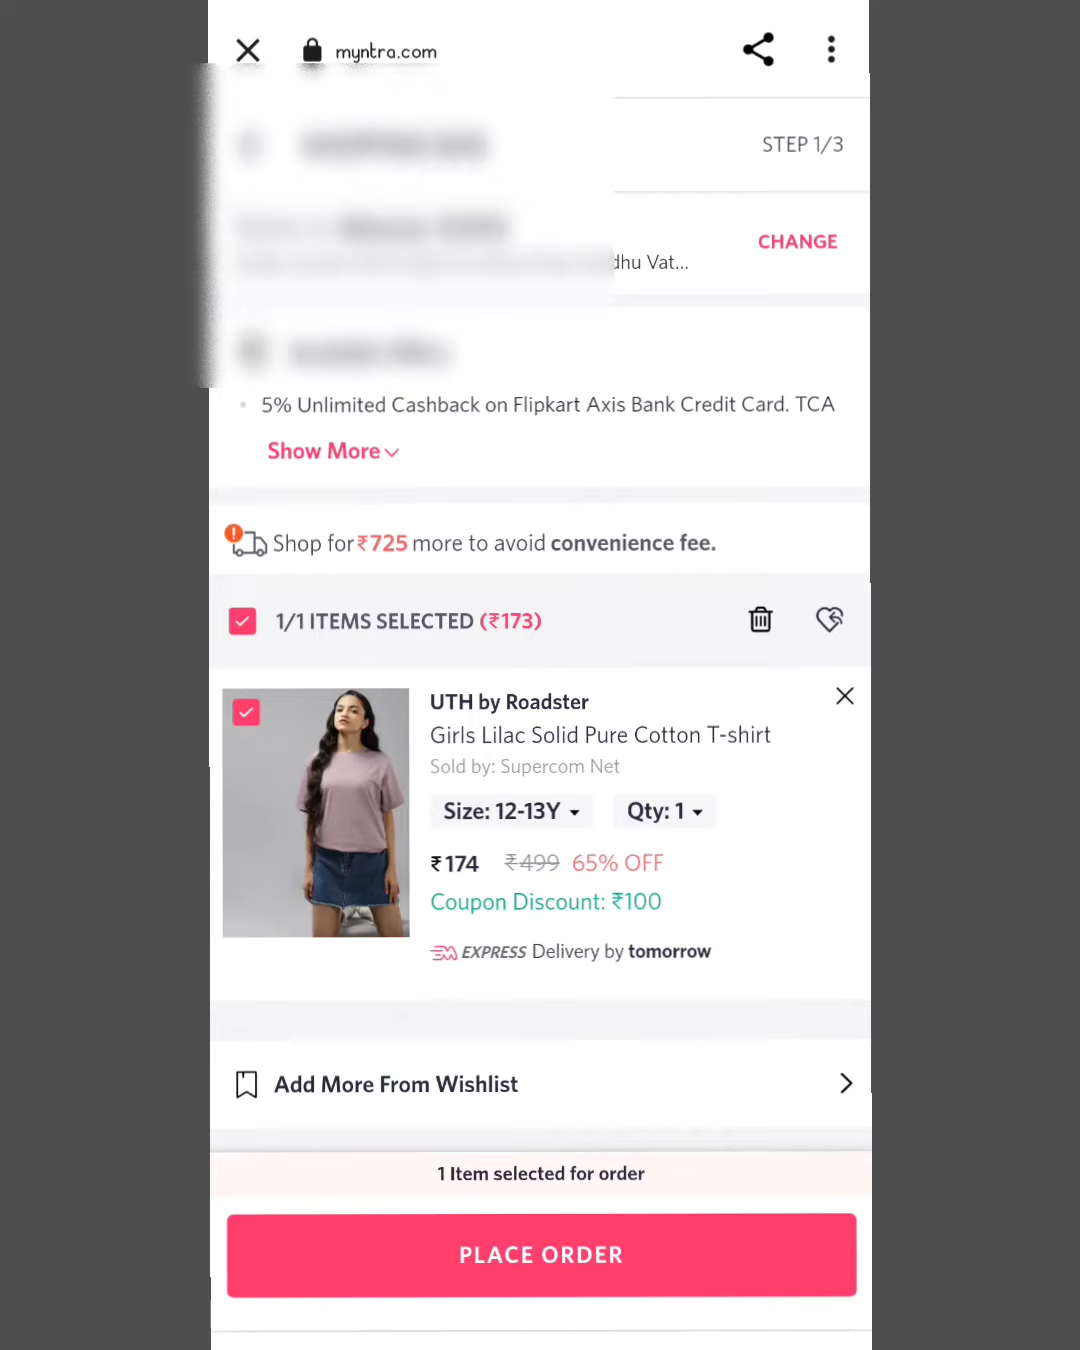 myntra.com
STEP 1/3
CHANGE
dhu Vat...
5% Unlimited Cashback on Flipkart Axis Bank Credit Card. TCA
Show More
Shop for ₹725 more to avoid convenience fee.
1/1 ITEMS SELECTED (₹173)
UTH by Roadster
Girls Lilac Solid Pure Cotton T-shirt
Sold by: Supercom Net
Size: 12-13Y Qty: 1
₹174 ₹499 65% OFF
Coupon Discount: ₹100
EXPRESS Delivery by tomorrow
Add More From Wishlist
1 Item selected for order
PLACE ORDER